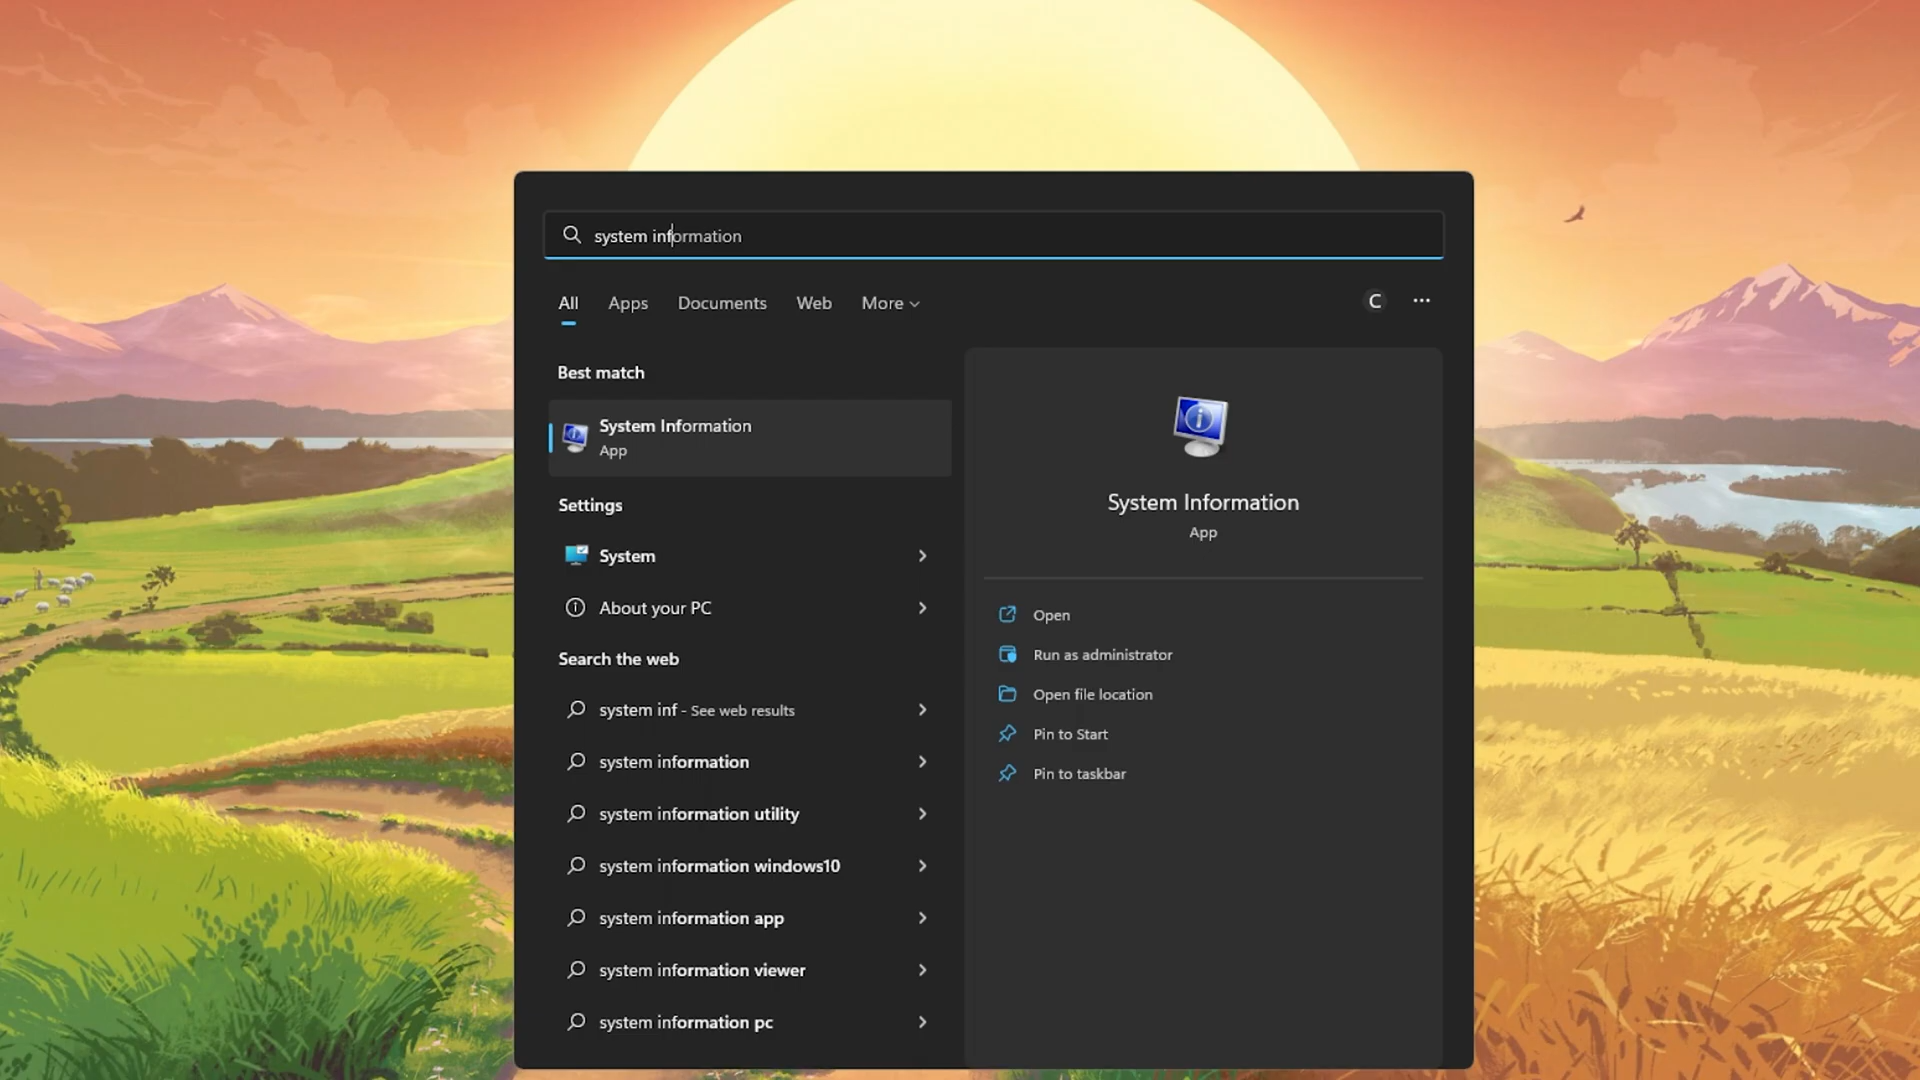 system information
All Apps Documents Web More C ...
Best match
System Information
App
Settings
System
About your PC
Search the web
system inf - See web results
system information
system information utility
system information windows10
system information app
system information viewer
system information pc
System Information
App
Open
Run as administrator
Open file location
Pin to Start
Pin to taskbar